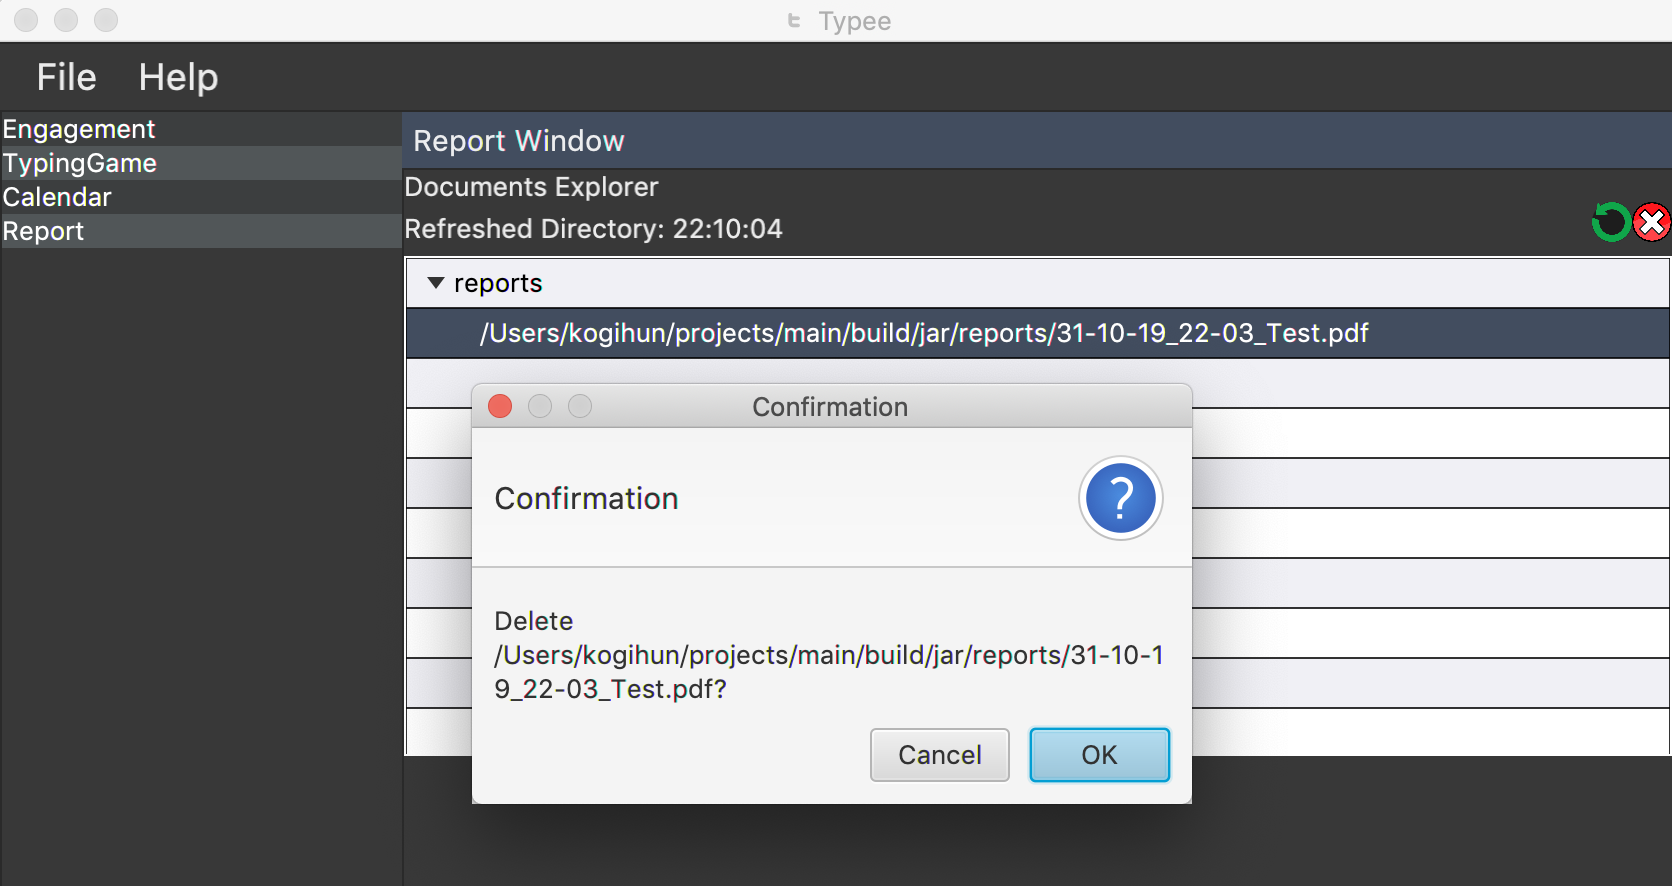 Typee
File Help
Engagement
TypingGame
Calendar
Report
Report Window
Documents Explorer
Refreshed Directory: 22:10:04
reports
/Users/kogihun/projects/main/build/jar/reports/31-10-19_22-03_Test.pdf
Confirmation
Confirmation
?
Delete
/Users/kogihun/projects/main/build/jar/reports/31-10-1
9_22-03_Test.pdf?
Cancel OK